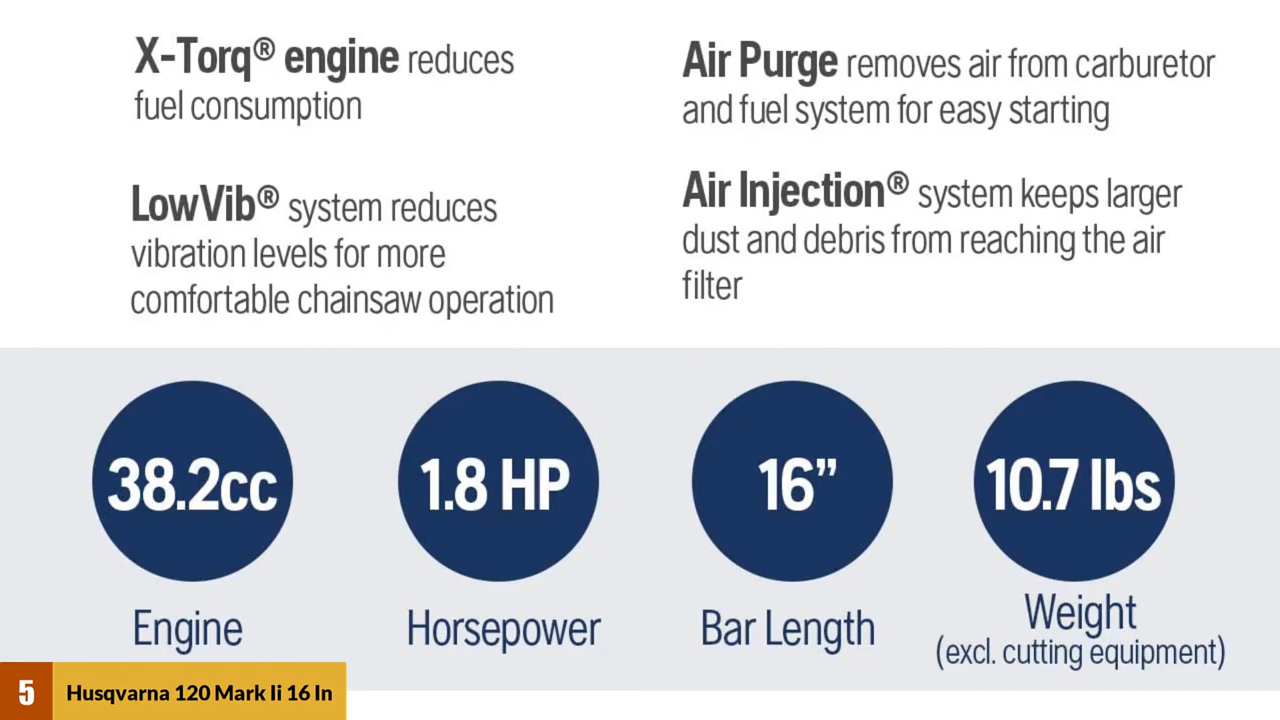 X-Torq® engine reduces
fuel consumption
LowVib® system reduces
vibration levels for more
comfortable chainsaw operation
Air Purge removes air from carburetor
and fuel system for easy starting
Air Injection® system keeps larger
dust and debris from reaching the air
filter
38.2cc
Engine
1.8 HP
Horsepower
16”
Bar Length
10.7 lbs
Weight
(excl. cutting equipment)
5
Husqvarna 120 Mark Ii 16 In